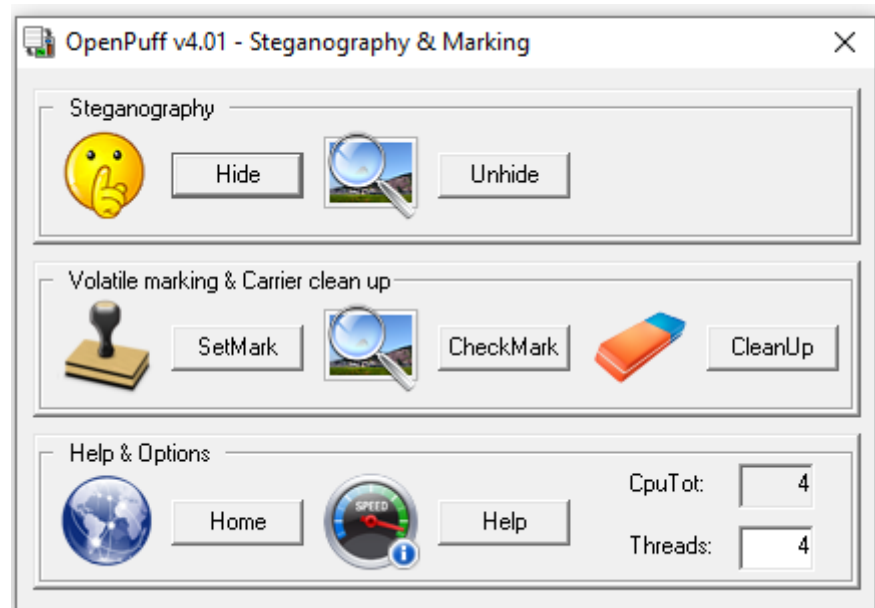 OpenPuff v4.01 - Steganography & Marking
Steganography
Hide
Unhide
Volatile marking & Carrier clean up
SetMark
CheckMark
CleanUp
Help & Options
Home
SPEED
Help
CpuTot: 4
Threads: 4